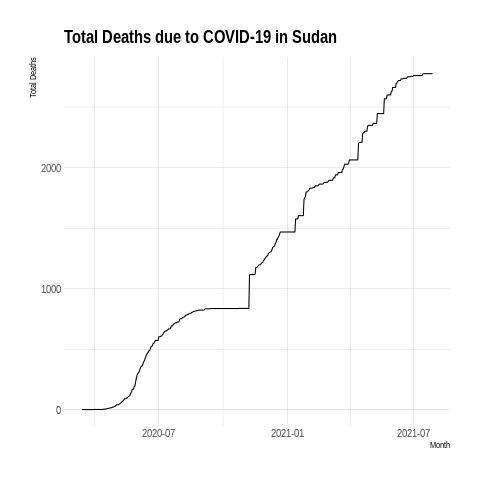 Total Deaths due to COVID-19 in Sudan
Total Deaths
2000
1000
0
2020-07
2021-01
2021-07
Month